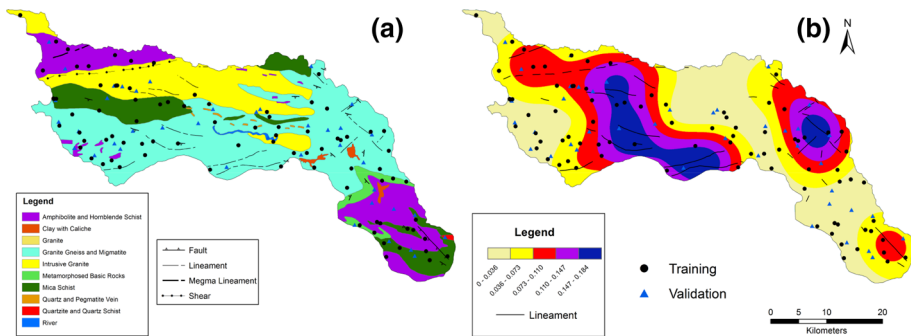 (a)
Legend
Amphibolite and Hornblende Schist
Clay with Caliche
Granite
Granite Gneiss and Migmatite
Intrusive Granite
Metamorphosed Basic Rocks
Mica Schist
Quartz and Pegmatite Vein
Quartzite and Quartz Schist
River
Fault
Lineament
Megma Lineament
Shear
(b)
N
Legend
0 - 0.036
0.036 - 0.073
0.073 - 0.110
0.110 - 0.147
0.147 - 0.184
Lineament
Training
Validation
0 5 10 20
Kilometers